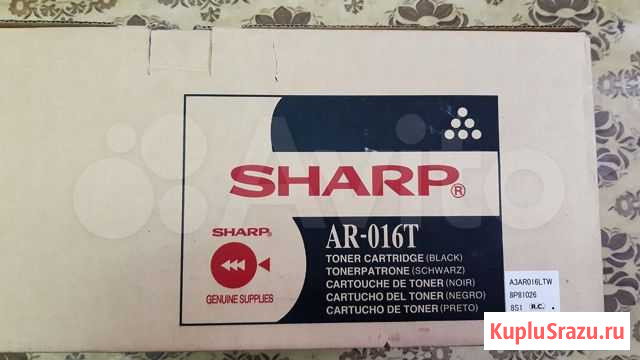 SHARP®
SHARP®
AR-016T
TONER CARTRIDGE (BLACK)
TONERPATRONE (SCHWARZ)
CARTOUCHE DE TONER (NOIR)
CARTUCHO DEL TONER (NEGRO)
CARTUCHO DE TONER (PRETO)
GENUINE SUPPLIES
A3AR016LTW
8P81026
8S1 R.C.
Avito
KupluSrazu.ru